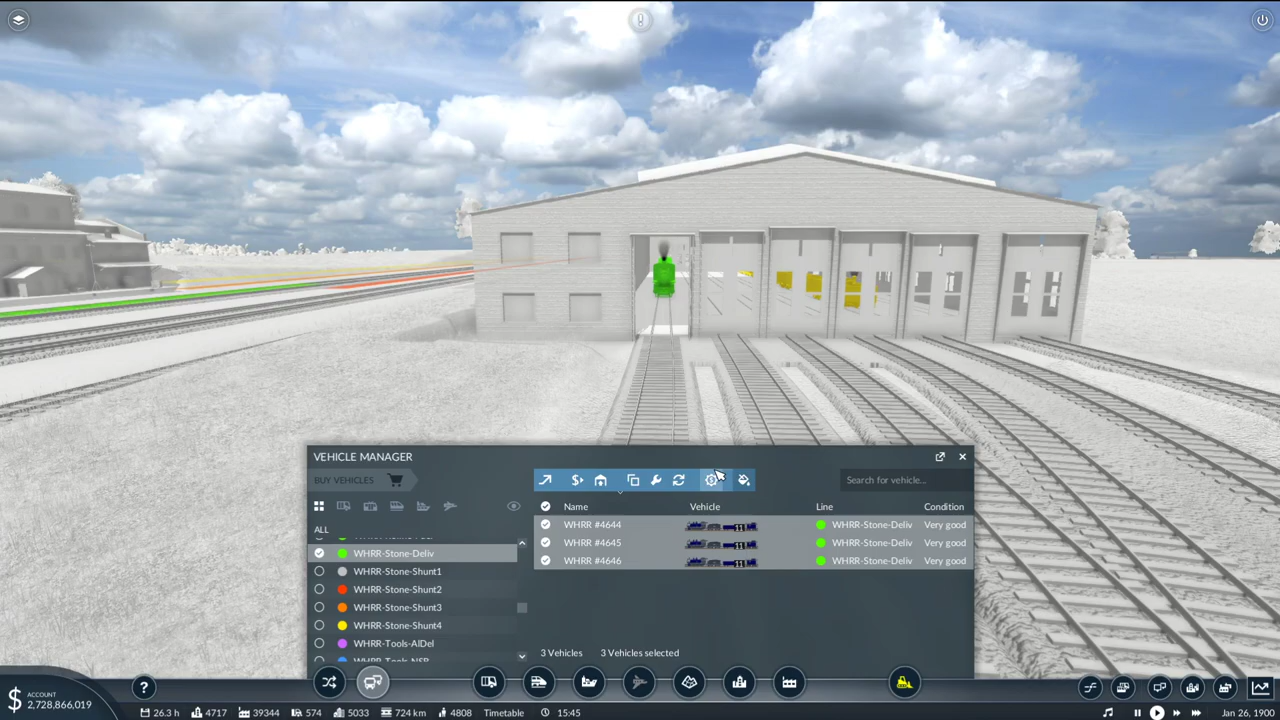 VEHICLE MANAGER
BUY VEHICLES
Search for vehicle...
ALL
WHRR-Stone-Deliv
WHRR-Stone-Shunt1
WHRR-Stone-Shunt2
WHRR-Stone-Shunt3
WHRR-Stone-Shunt4
WHRR-Tools-AlDel
Name Vehicle Line Condition
WHRR #4644 11 WHRR-Stone-Deliv Very good
WHRR #4645 11 WHRR-Stone-Deliv Very good
WHRR #4646 11 WHRR-Stone-Deliv Very good
3 Vehicles 3 Vehicles selected
$ ACCOUNT
2,728,866,019
?
26.3 h 4717 39344 574 5033 724 km 4808 Timetable 15:45
Jan 26, 1900